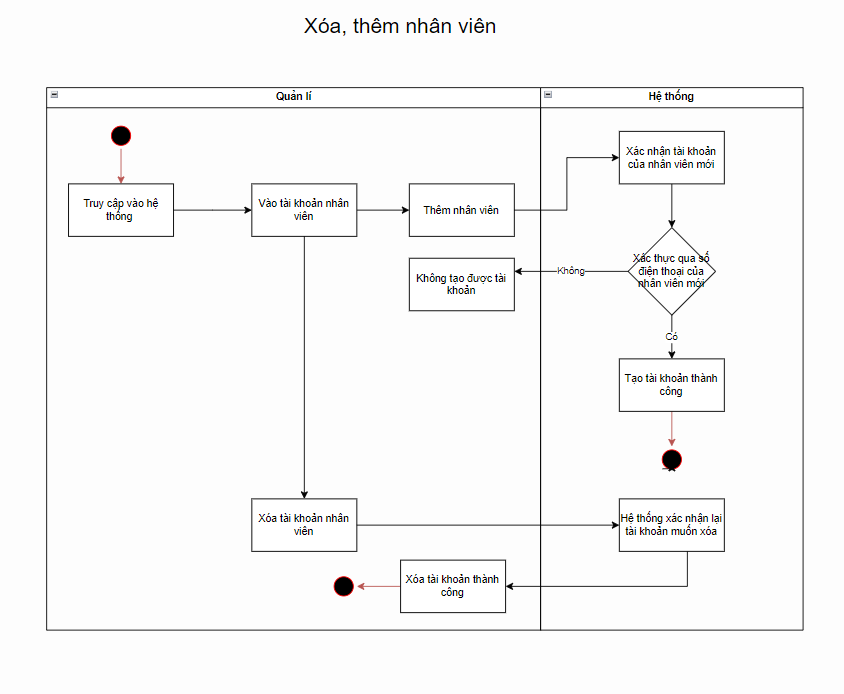 Xóa, thêm nhân viên
Quản lí
Hệ thống
Truy cập vào hệ
thống
Vào tài khoản nhân
viên
Thêm nhân viên
Xác nhận tài khoản
của nhân viên mới
Xác thực qua số
điện thoại của
nhân viên mới
Không
Không tạo được tài
khoản
Có
Tạo tài khoản thành
công
Xóa tài khoản nhân
viên
Hệ thống xác nhận lại
tài khoản muốn xóa
Xóa tài khoản thành
công